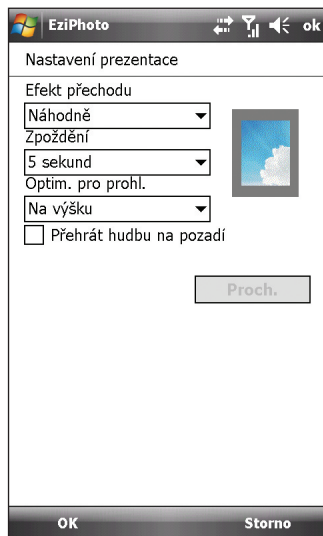 EziPhoto ok
Nastavení prezentace
Efekt přechodu
Náhodně
Zpoždění
5 sekund
Optim. pro prohl.
Na výšku
Přehrát hudbu na pozadí
Proch.
OK Storno